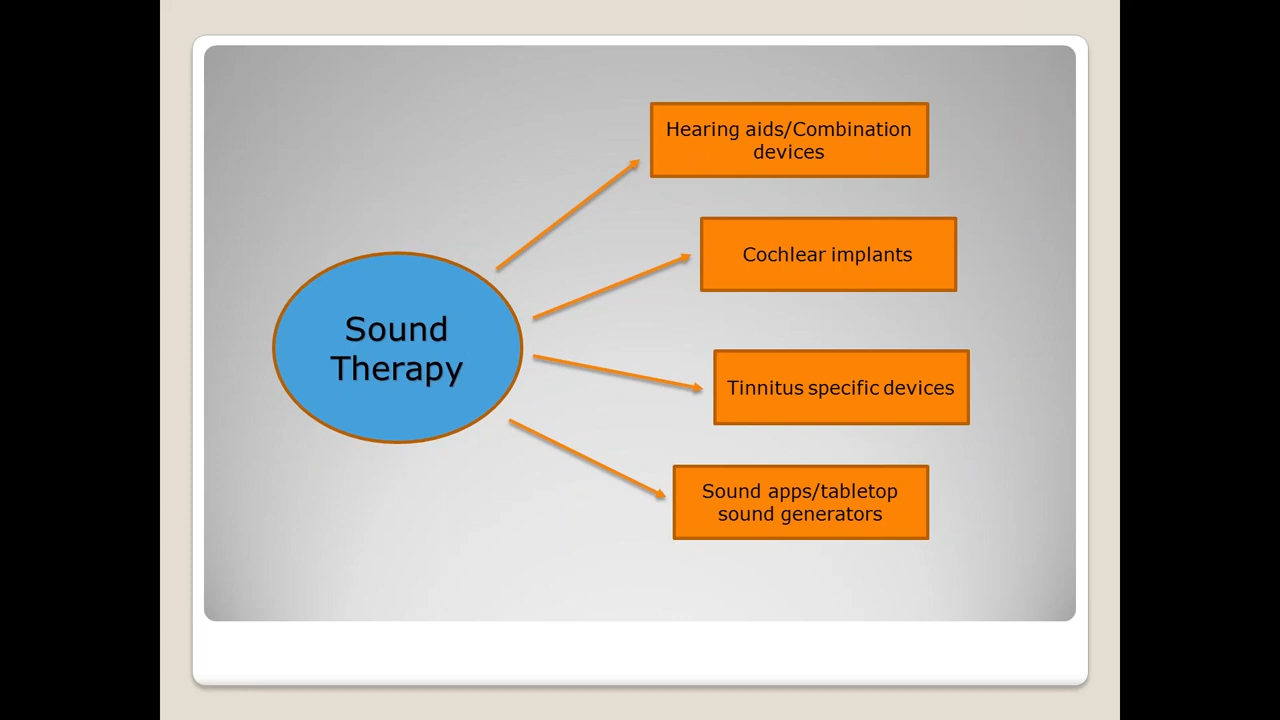 Hearing aids/Combination
devices
Cochlear implants
Sound
Therapy
Tinnitus specific devices
Sound apps/tabletop
sound generators